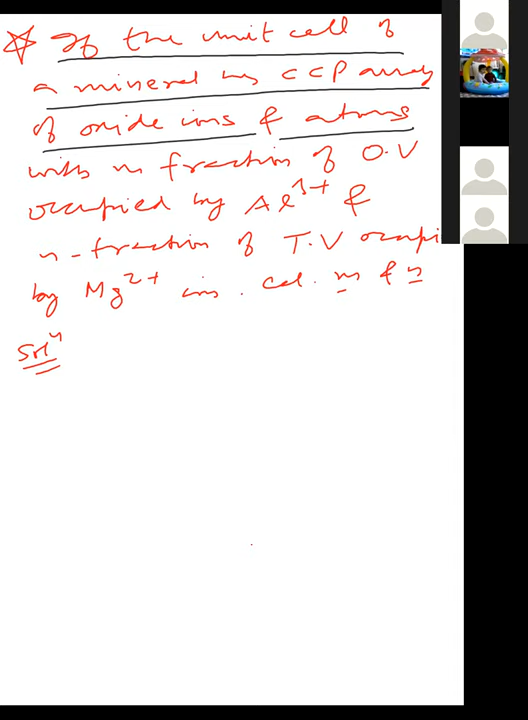 If the unit cell of
a mineral has CCP array
of oxide ions & atoms
with m fraction of O.V
occupied by Al3+ &
n-fraction of T.V occupi
by Mg2+ ions. Cal. m & n
Solⁿ